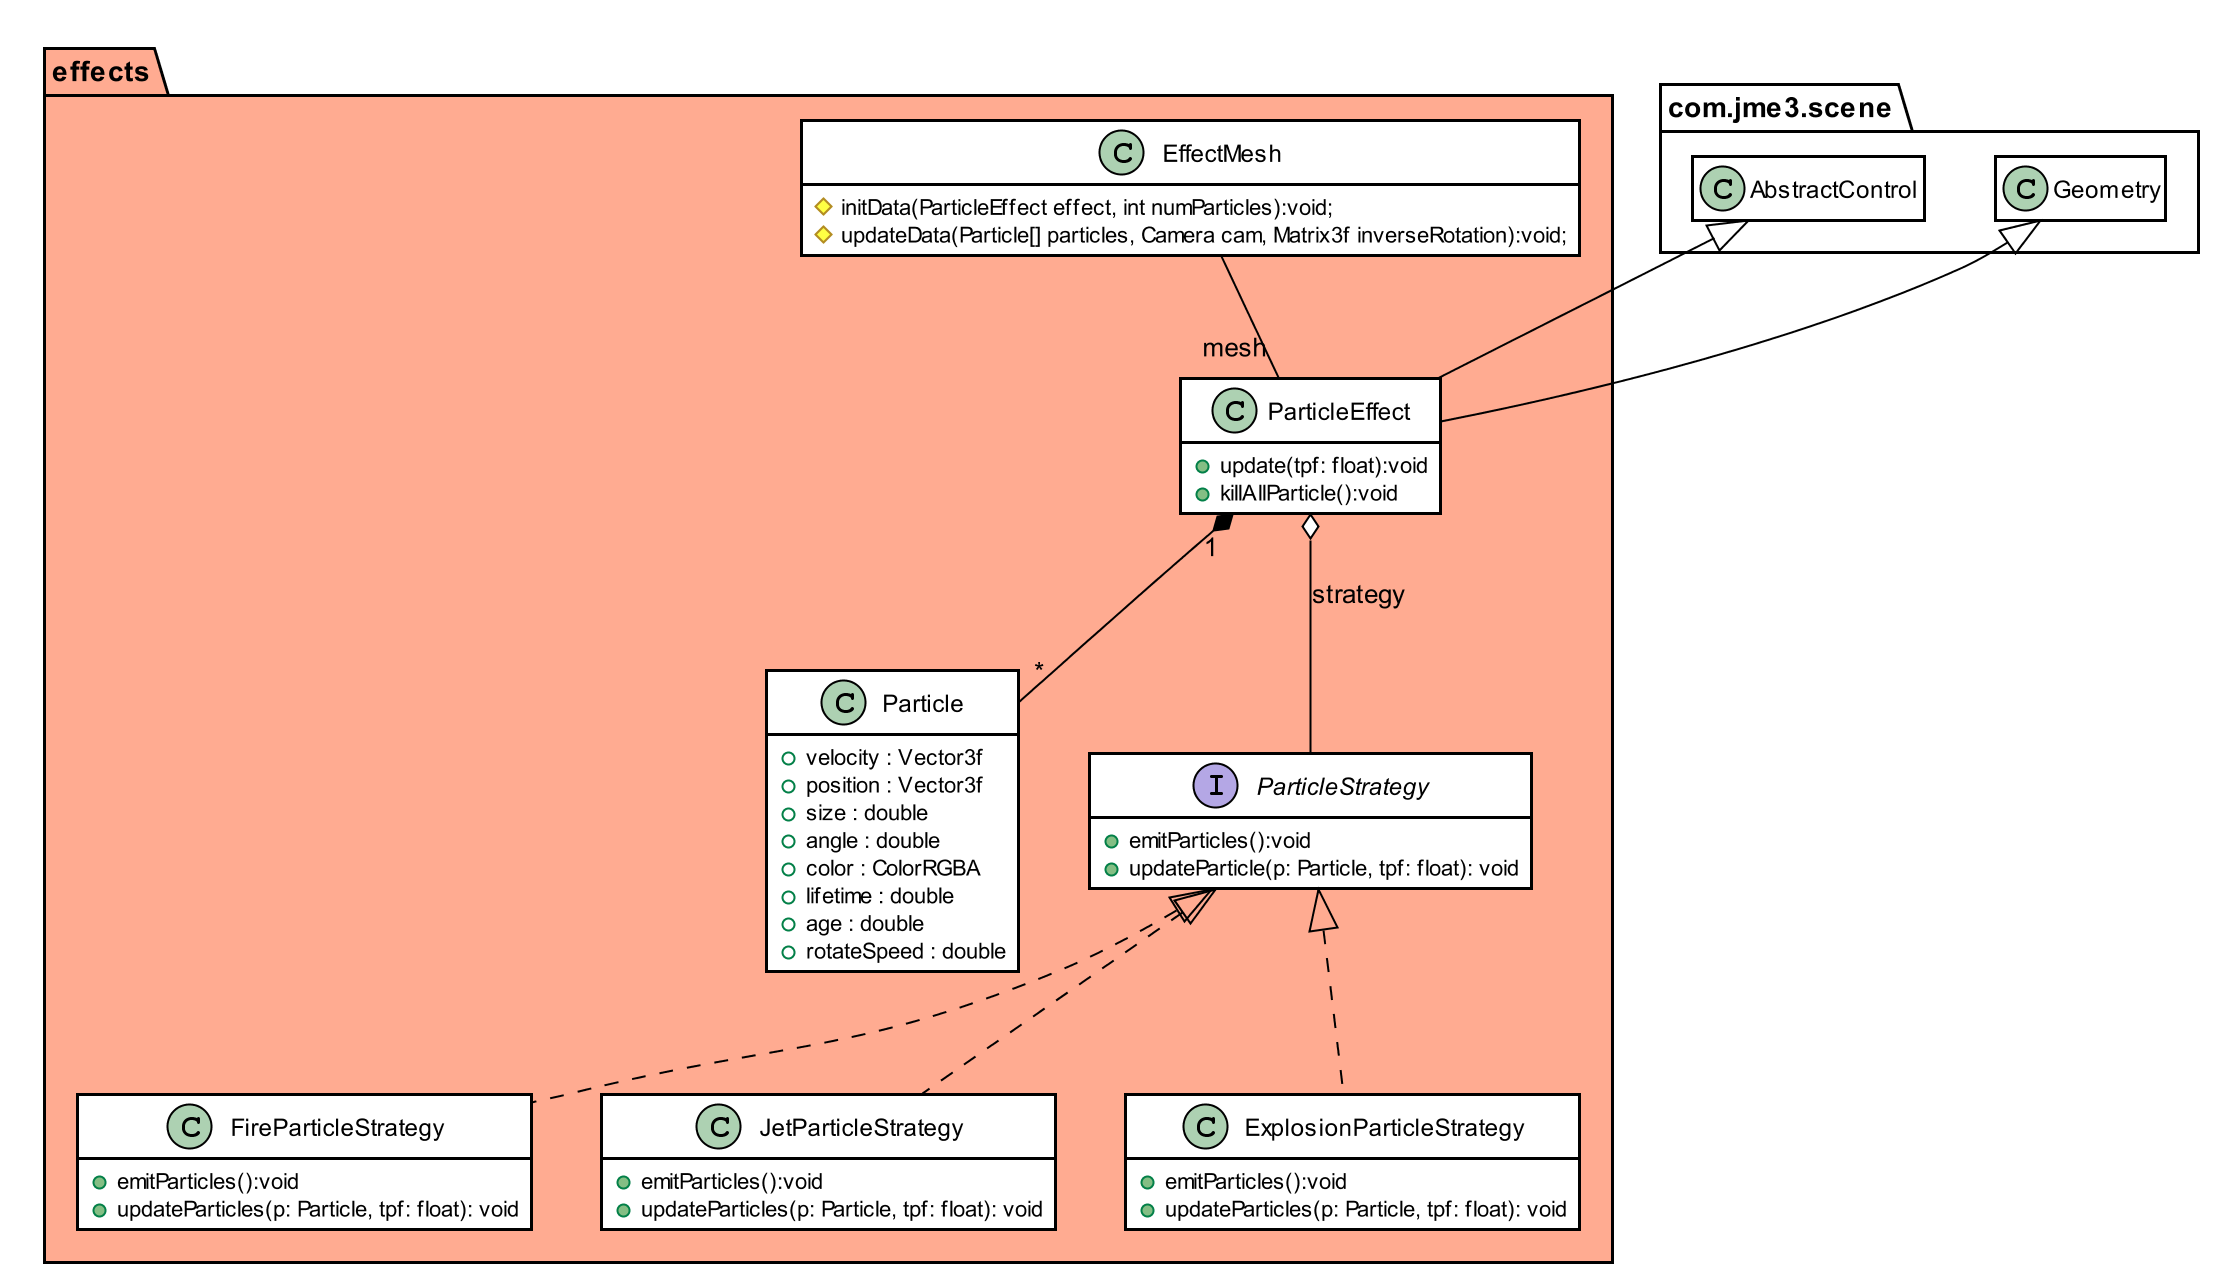 effects
com.jme3.scene
C EffectMesh
initData(ParticleEffect effect, int numParticles):void;
updateData(Particle[] particles, Camera cam, Matrix3f inverseRotation):void;
C AbstractControl
C Geometry
mesh
C ParticleEffect
update(tpf: float):void
killAllParticle():void
1
strategy
*
C Particle
velocity : Vector3f
position : Vector3f
size : double
angle : double
color : ColorRGBA
lifetime : double
age : double
rotateSpeed : double
I ParticleStrategy
emitParticles():void
updateParticle(p: Particle, tpf: float): void
C FireParticleStrategy
emitParticles():void
updateParticles(p: Particle, tpf: float): void
C JetParticleStrategy
emitParticles():void
updateParticles(p: Particle, tpf: float): void
C ExplosionParticleStrategy
emitParticles():void
updateParticles(p: Particle, tpf: float): void